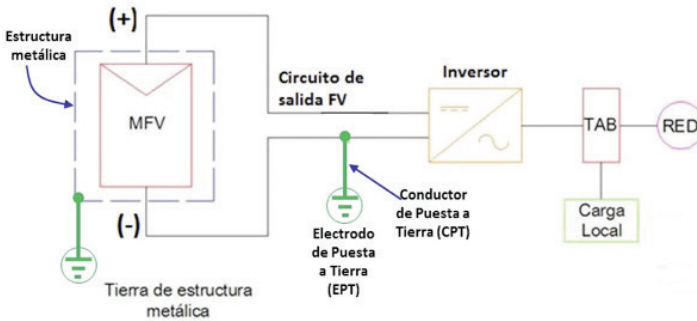 (+)
Estructura
metálica
MFV
(-)
Tierra de estructura
metálica
Circuito de
salida FV
Inversor
TAB
RED
Carga
Local
Conductor
de Puesta a
Tierra (CPT)
Electrodo
de Puesta
a Tierra
(EPT)